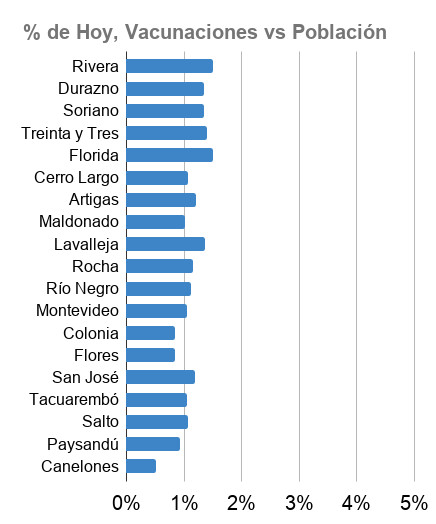 % de Hoy, Vacunaciones vs Población
Rivera
Durazno
Soriano
Treinta y Tres
Florida
Cerro Largo
Artigas
Maldonado
Lavalleja
Rocha
Río Negro
Montevideo
Colonia
Flores
San José
Tacuarembó
Salto
Paysandú
Canelones
0% 1% 2% 3% 4% 5%